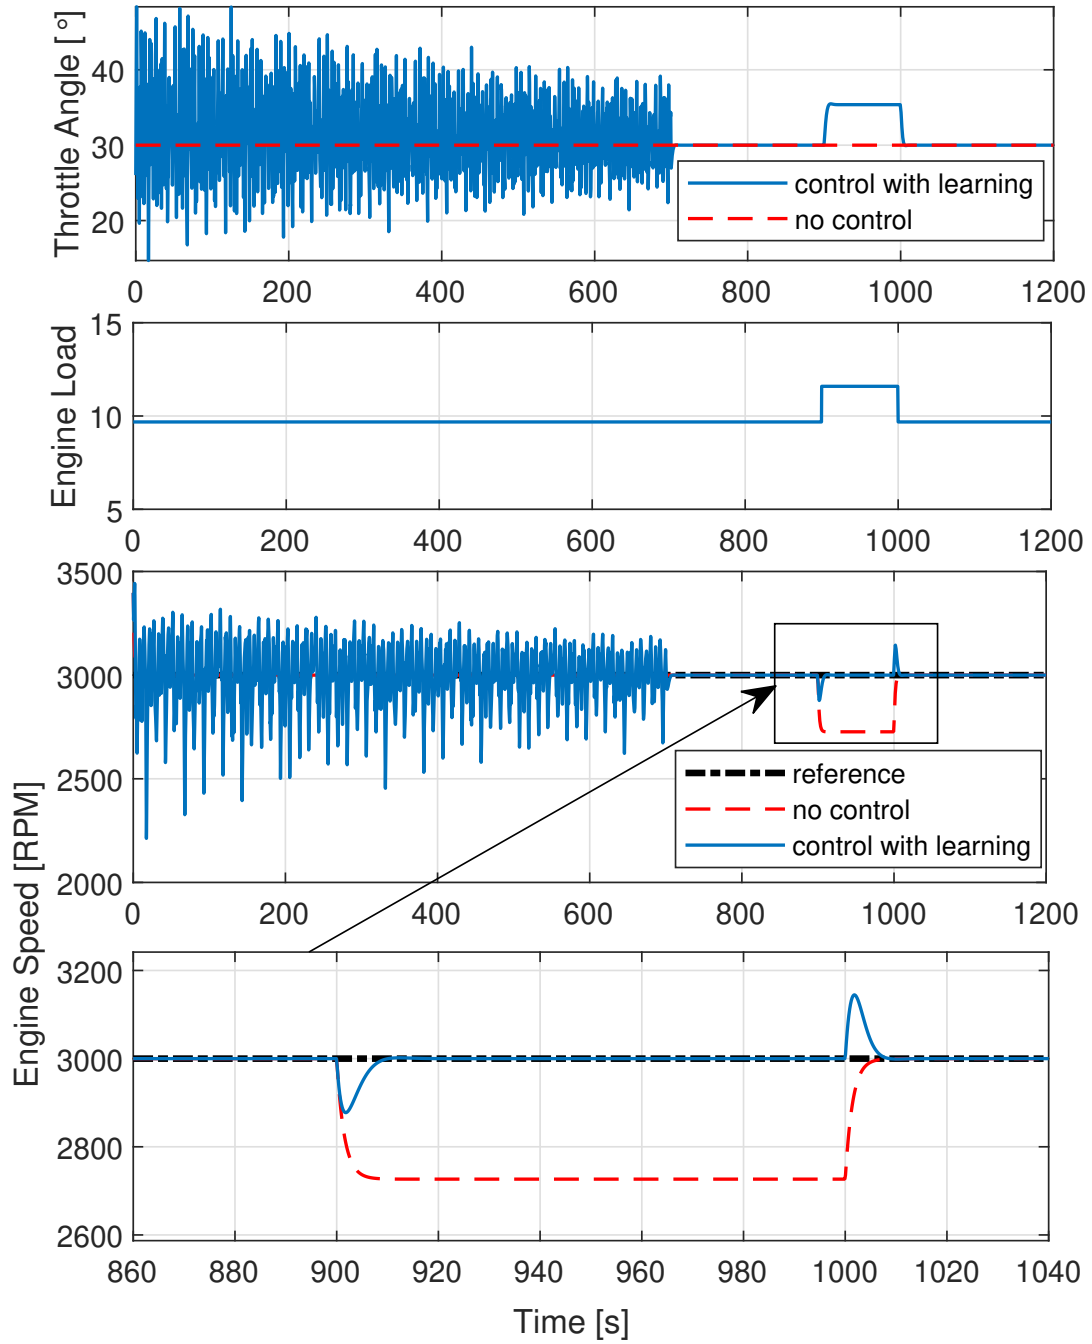 Throttle Angle [°]
40
30
20
control with learning
no control
0 200 400 600 800 1000 1200
Engine Load
15
10
5
0 200 400 600 800 1000 1200
Engine Speed [RPM]
3500
3000
2500
2000
reference
no control
control with learning
0 200 400 600 800 1000 1200
3200
3000
2800
2600
860 880 900 920 940 960 980 1000 1020 1040
Time [s]